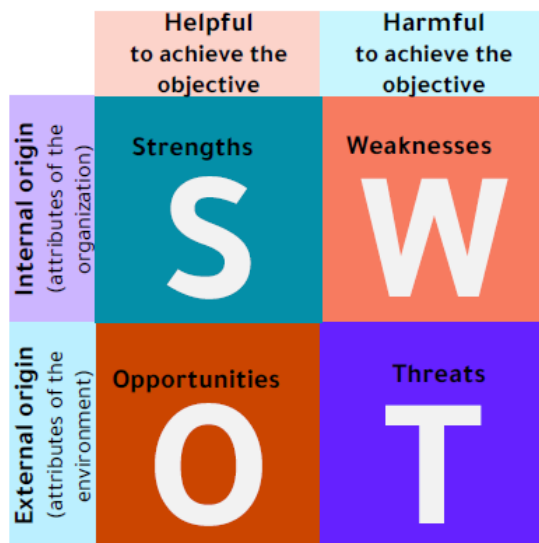 Helpful
to achieve the
objective
Harmful
to achieve the
objective
Internal origin
(attributes of the
organization)
Strengths
S
Weaknesses
W
External origin
(attributes of the
environment)
Opportunities
O
Threats
T